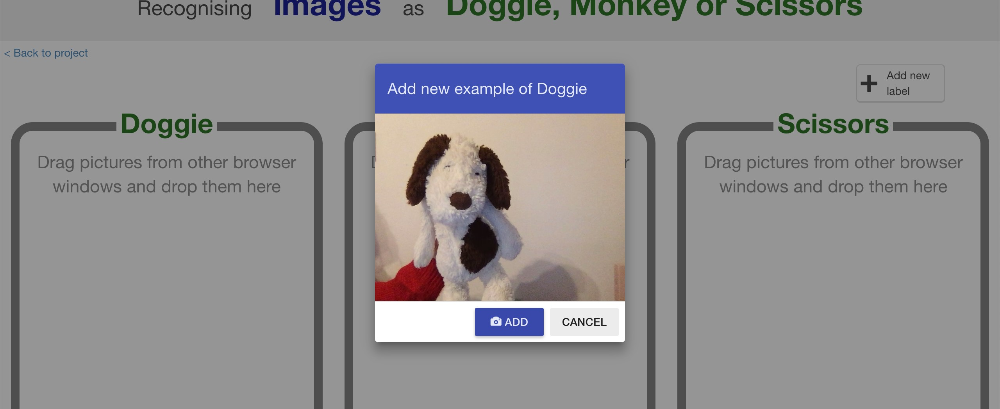 Recognising Images as Doggie, Monkey or Scissors
< Back to project
Add new
label
Add new example of Doggie
Doggie
Scissors
Drag pictures from other browser
windows and drop them here
Drag pictures from other browser
windows and drop them here
ADD
CANCEL